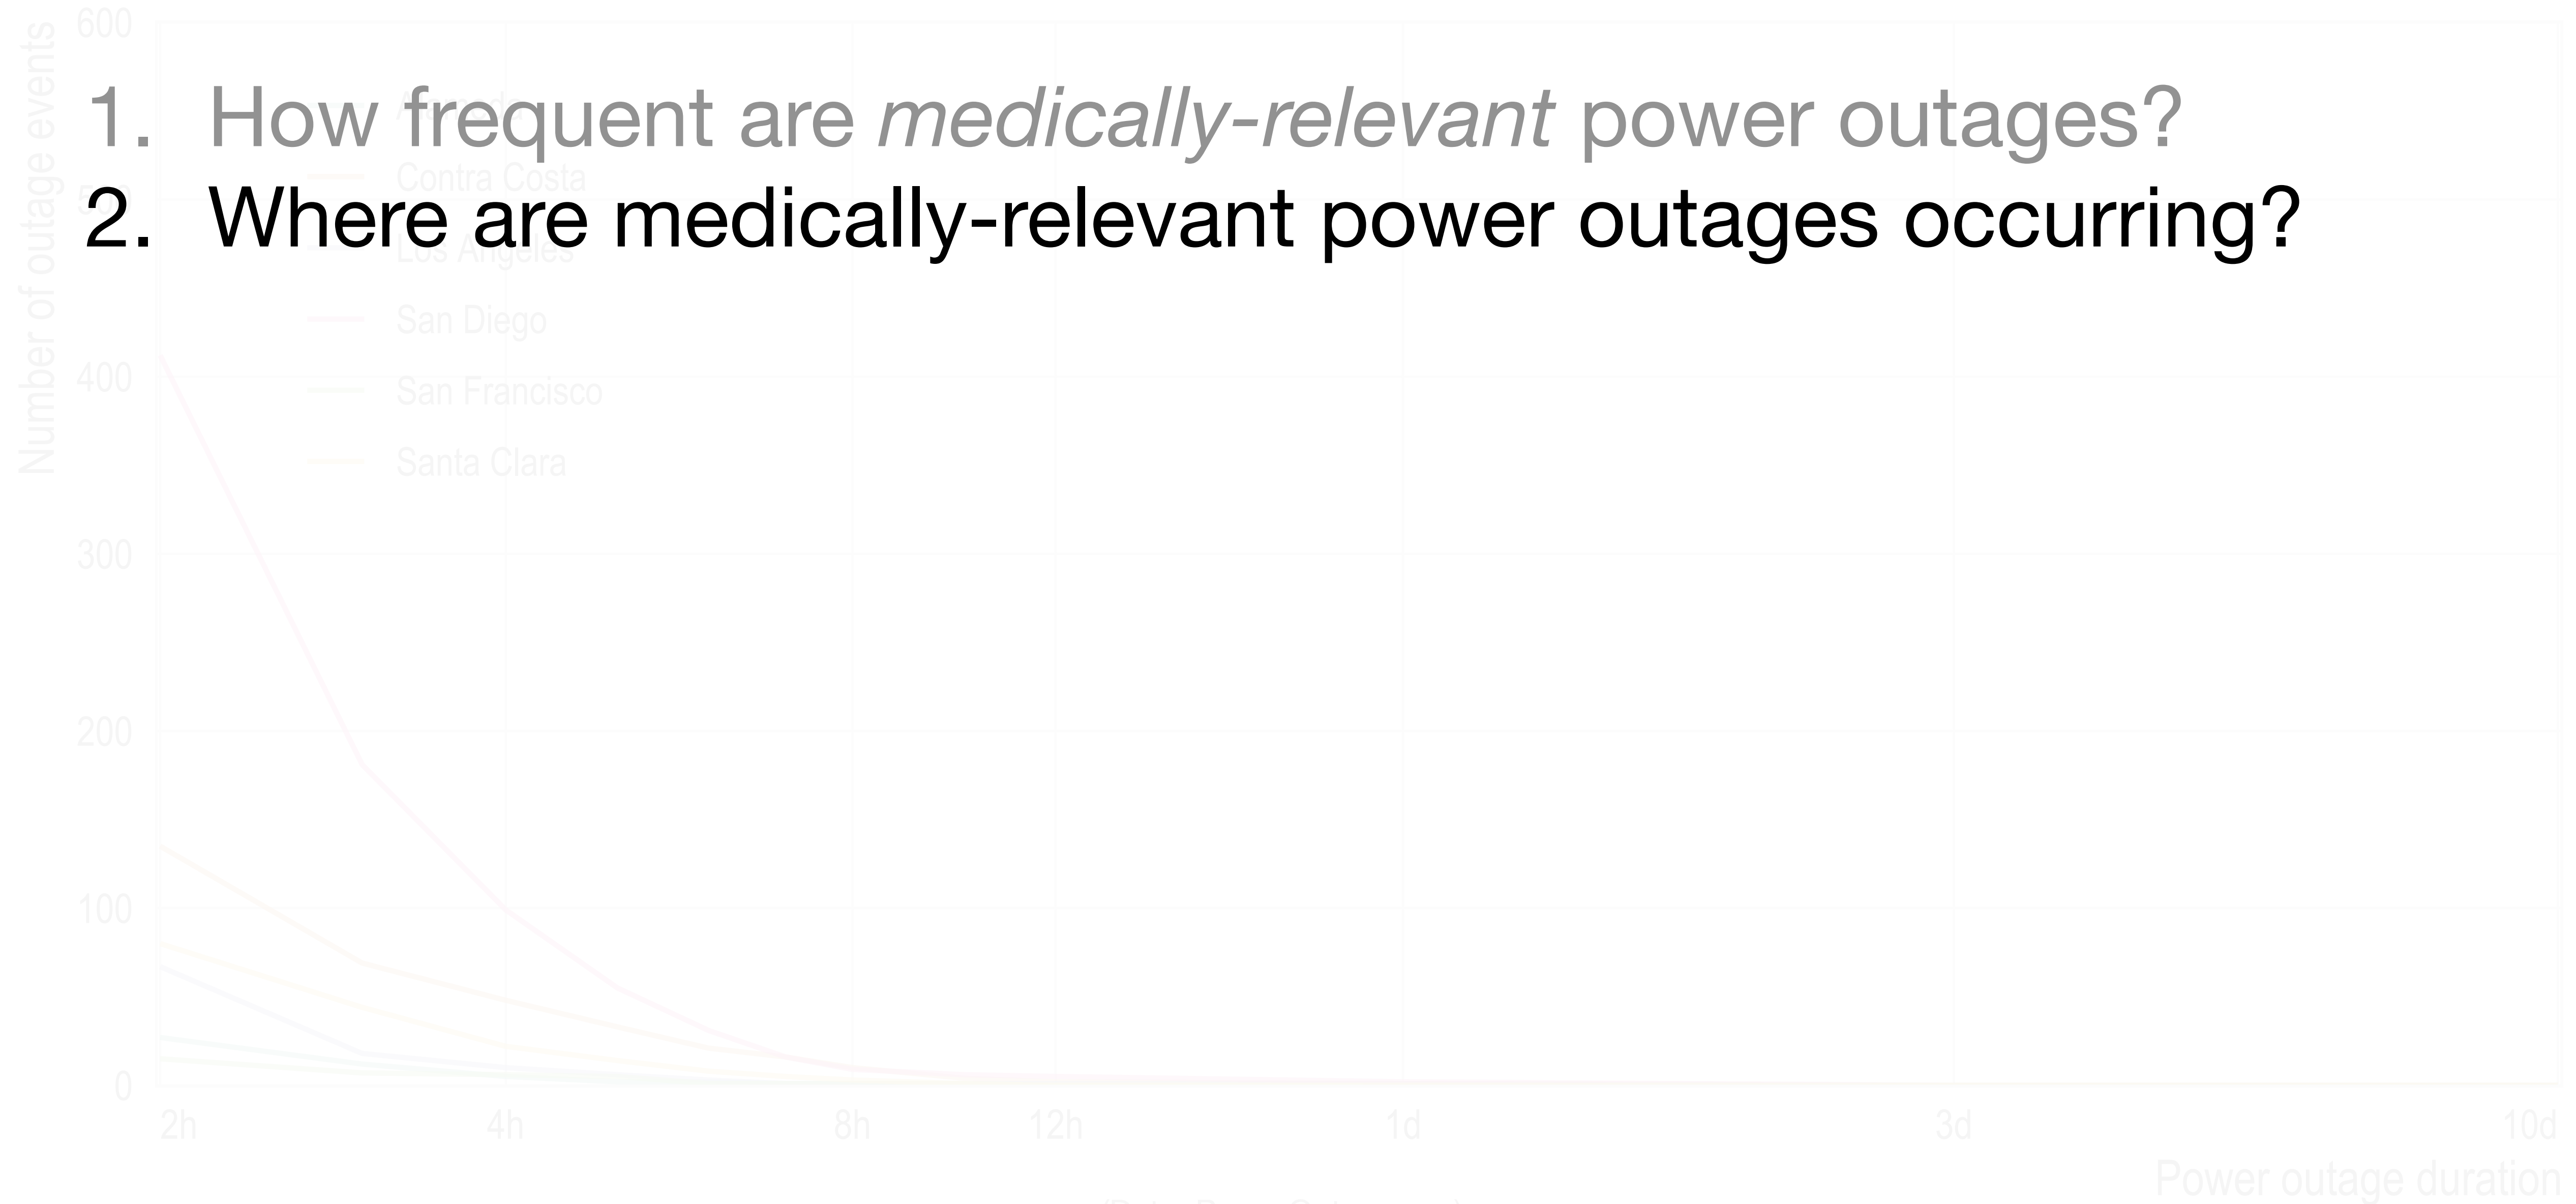 1. How frequent are medically-relevant power outages?
2. Where are medically-relevant power outages occurring?
Number of outage events
600
500
400
300
200
100
0
Alameda
Contra Costa
Los Angeles
San Diego
San Francisco
Santa Clara
2h 4h 8h 12h 1d 3d 10d
Power outage duration